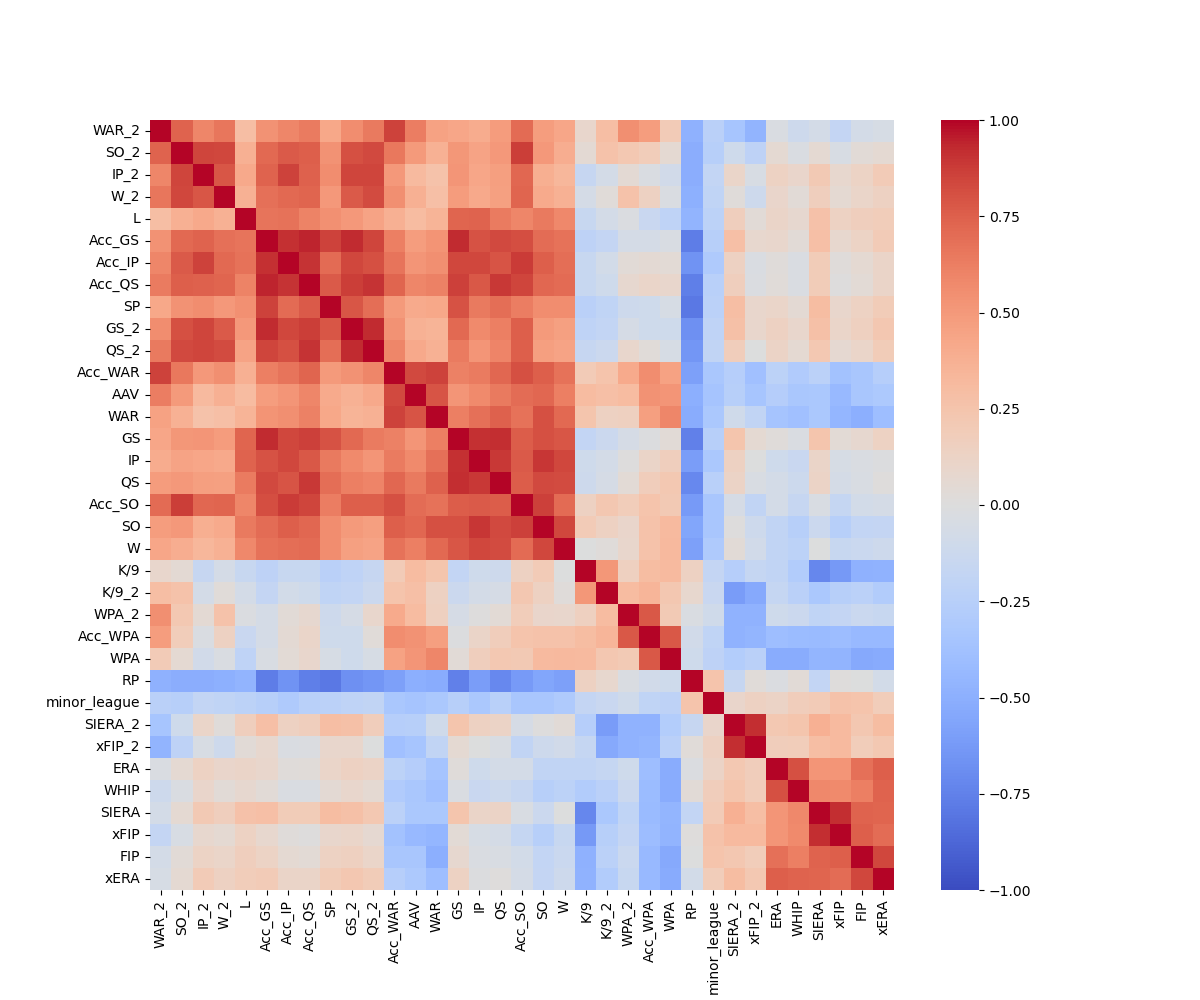 WAR_2
SO_2
IP_2
W_2
L
Acc_GS
Acc_IP
Acc_QS
SP
GS_2
QS_2
Acc_WAR
AAV
WAR
GS
IP
QS
Acc_SO
SO
W
K/9
K/9_2
WPA_2
Acc_WPA
WPA
RP
minor_league
SIERA_2
xFIP_2
ERA
WHIP
SIERA
xFIP
FIP
xERA
WAR_2
SO_2
IP_2
W_2
L
Acc_GS
Acc_IP
Acc_QS
SP
GS_2
QS_2
Acc_WAR
AAV
WAR
GS
IP
QS
Acc_SO
SO
W
K/9
K/9_2
WPA_2
Acc_WPA
WPA
RP
minor_league
SIERA_2
xFIP_2
ERA
WHIP
SIERA
xFIP
FIP
xERA
1.00
0.75
0.50
0.25
0.00
−0.25
−0.50
−0.75
−1.00